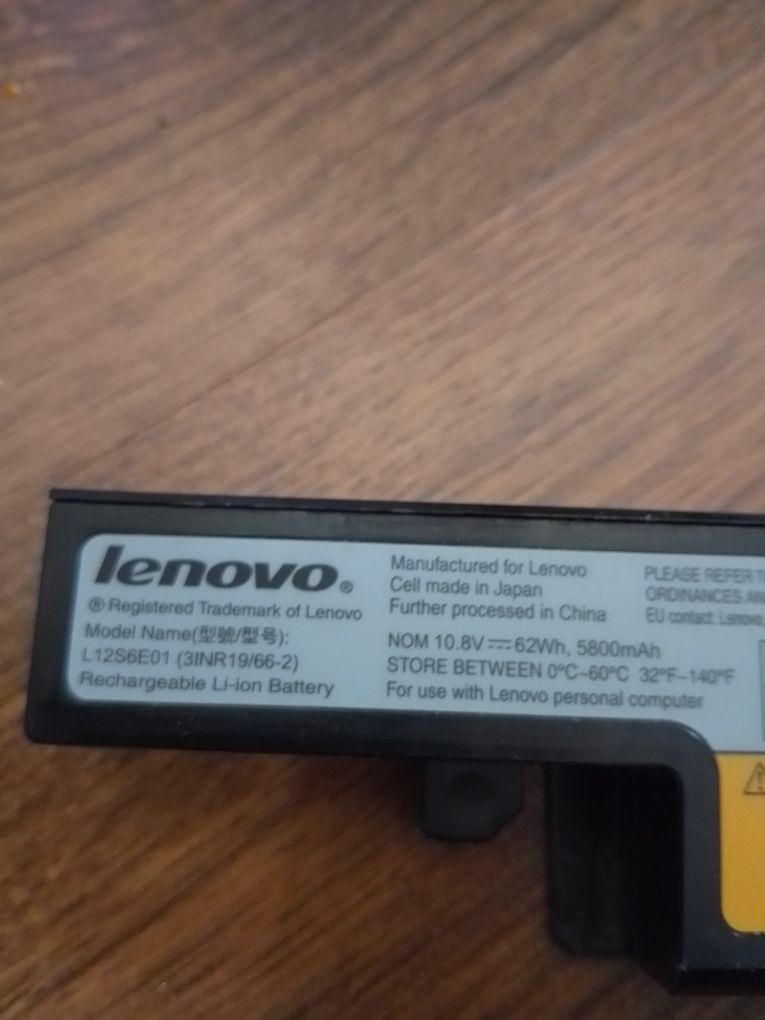 lenovo®
® Registered Trademark of Lenovo
Model Name(型號/型号):
L12S6E01 (3INR19/66-2)
Rechargeable Li-ion Battery
Manufactured for Lenovo
Cell made in Japan
Further processed in China
NOM 10.8V⎓62Wh, 5800mAh
STORE BETWEEN 0°C~60°C 32°F~140°F
For use with Lenovo personal computer
PLEASE REFER
ORDINANCES
EU contact: Lenovo,